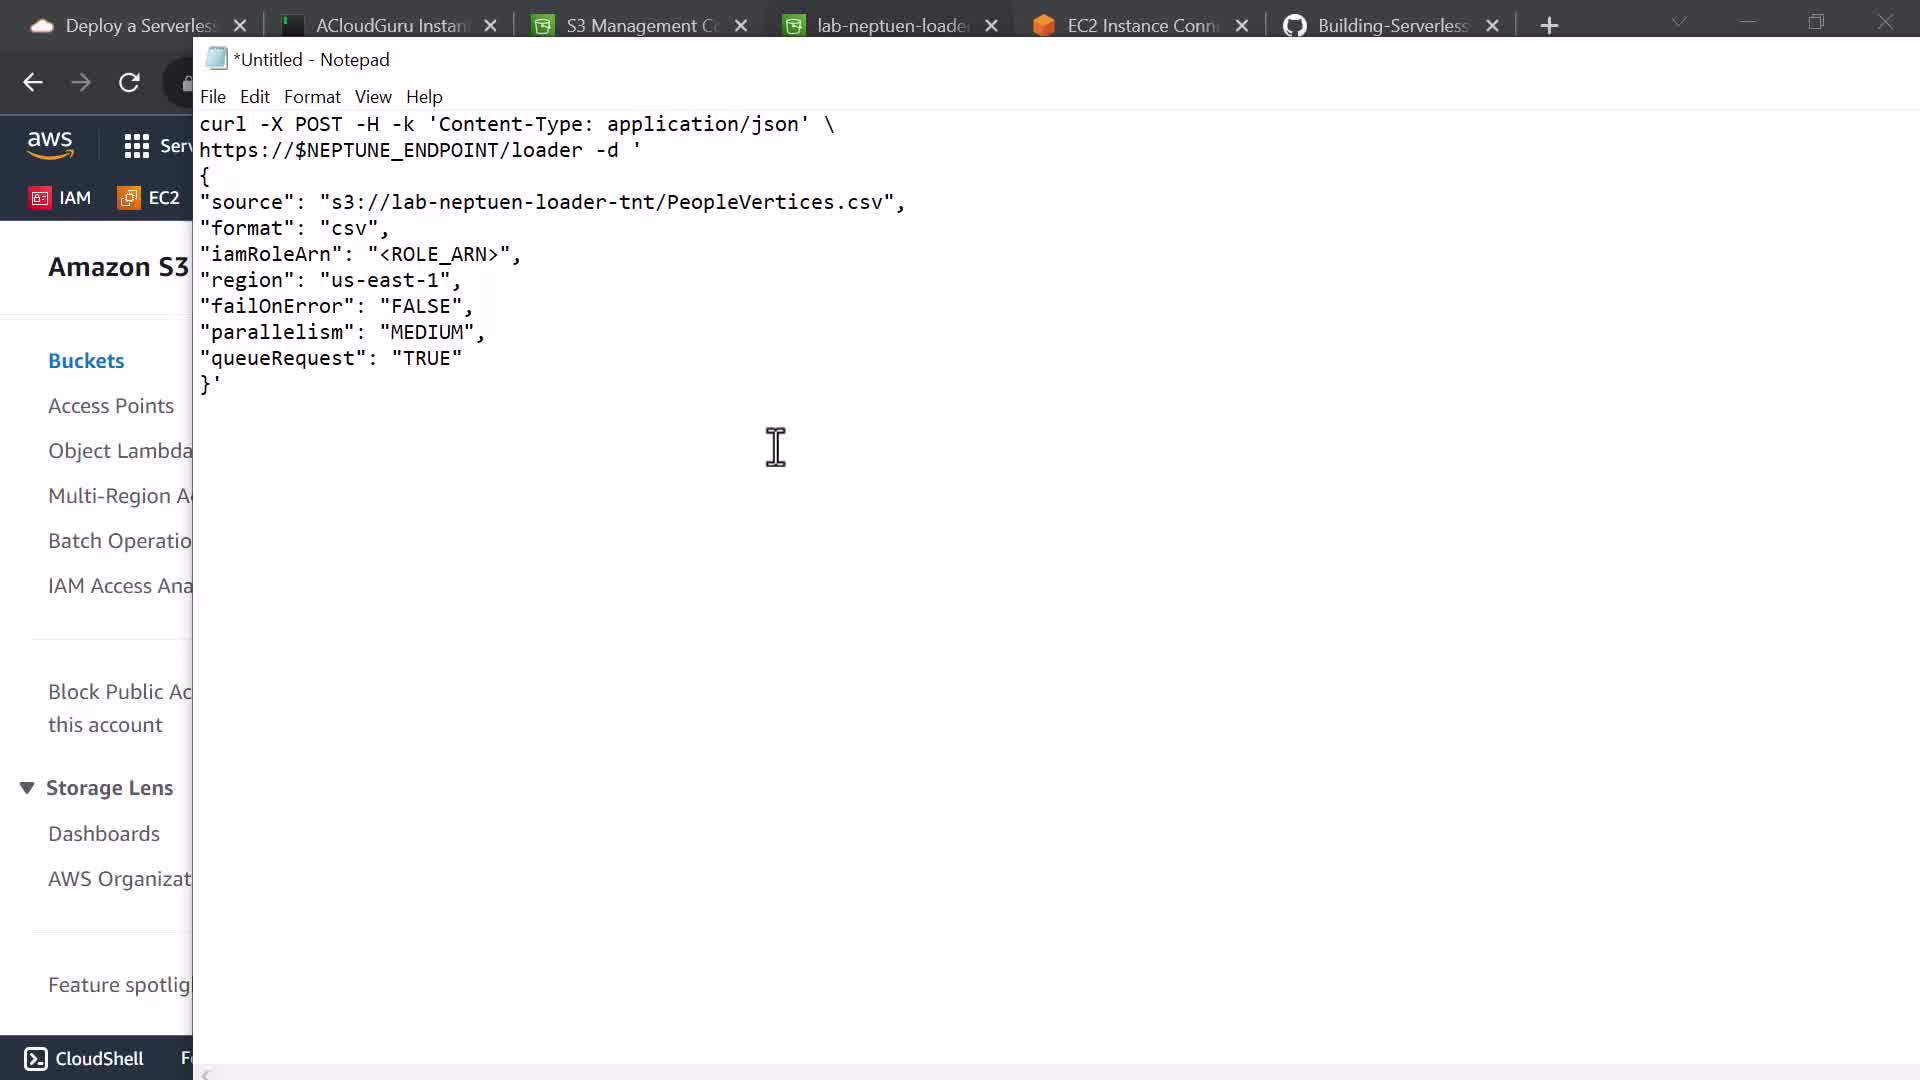 Deploy a Serverless
ACloudGuru Instan
S3 Management Co
lab-neptuen-loade
EC2 Instance Conn
Building-Serverless
*Untitled - Notepad
File Edit Format View Help
curl -X POST -H -k 'Content-Type: application/json' \
https://$NEPTUNE_ENDPOINT/loader -d '
{
"source": "s3://lab-neptuen-loader-tnt/PeopleVertices.csv",
"format": "csv",
"iamRoleArn": "<ROLE_ARN>",
"region": "us-east-1",
"failOnError": "FALSE",
"parallelism": "MEDIUM",
"queueRequest": "TRUE"
}'
aws
Serv
IAM
EC2
Amazon S3
Buckets
Access Points
Object Lambda
Multi-Region Ac
Batch Operatio
IAM Access Ana
Block Public Ac
this account
Storage Lens
Dashboards
AWS Organizat
Feature spotlig
CloudShell
Fe